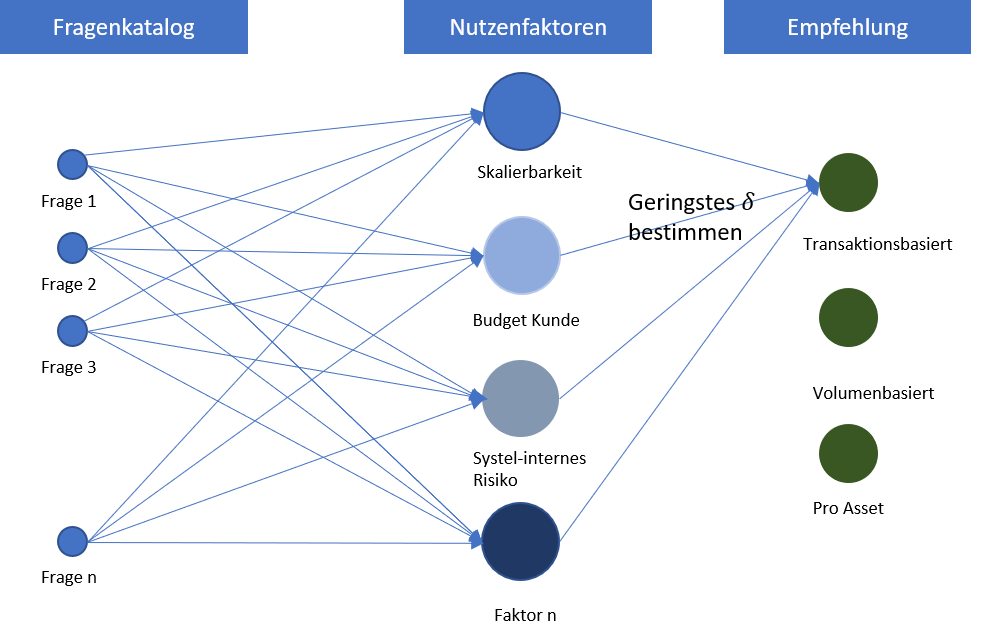 Fragenkatalog
Nutzenfaktoren
Empfehlung
Frage 1
Frage 2
Frage 3
Frage n
Skalierbarkeit
Budget Kunde
Systel-internes
Risiko
Faktor n
Geringstes δ
bestimmen
Transaktionsbasiert
Volumenbasiert
Pro Asset